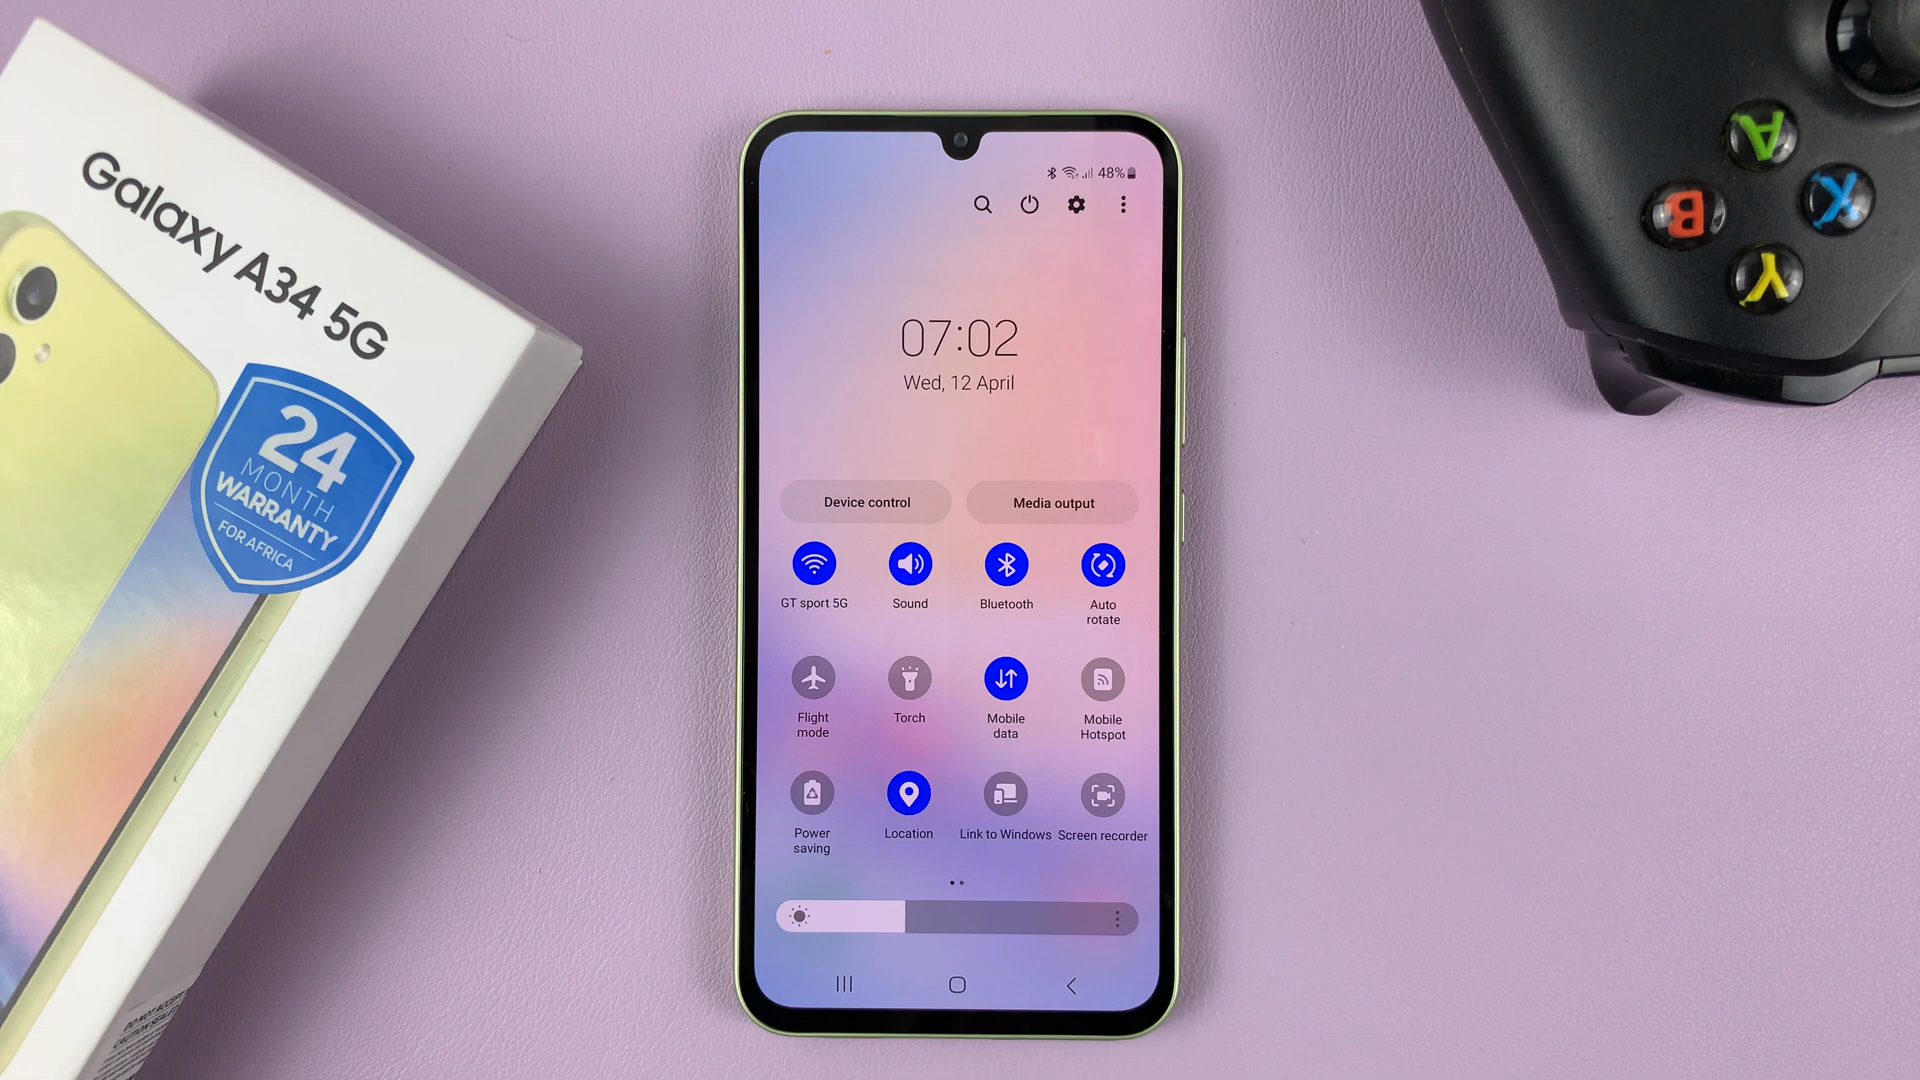 Galaxy A34 5G
24
MONTH
WARRANTY
FOR AFRICA
48%
07:02
Wed, 12 April
Device control
Media output
GT sport 5G
Sound
Bluetooth
Auto
rotate
Flight
mode
Torch
Mobile
data
Mobile
Hotspot
Power
saving
Location
Link to Windows
Screen recorder
A
B
X
Y